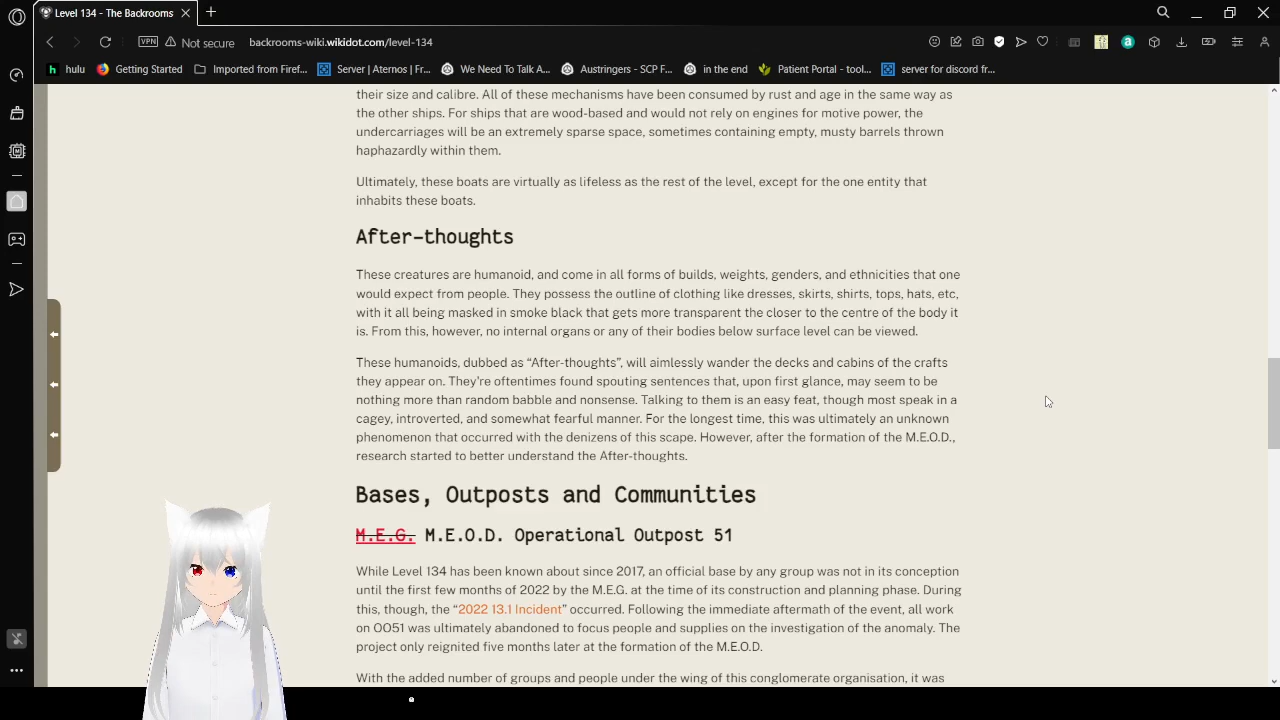 Level 134 - The Backrooms
VPN
Not secure
backrooms-wiki.wikidot.com/level-134
hulu
Getting Started
Imported from Firef...
Server | Aternos | Fr...
We Need To Talk A...
Austringers - SCP F...
in the end
Patient Portal - tool...
server for discord fr...
their size and calibre. All of these mechanisms have been consumed by rust and age in the same way as
the other ships. For ships that are wood-based and would not rely on engines for motive power, the
undercarriages will be an extremely sparse space, sometimes containing empty, musty barrels thrown
haphazardly within them.
Ultimately, these boats are virtually as lifeless as the rest of the level, except for the one entity that
inhabits these boats.
After-thoughts
These creatures are humanoid, and come in all forms of builds, weights, genders, and ethnicities that one
would expect from people. They possess the outline of clothing like dresses, skirts, shirts, tops, hats, etc,
with it all being masked in smoke black that gets more transparent the closer to the centre of the body it
is. From this, however, no internal organs or any of their bodies below surface level can be viewed.
These humanoids, dubbed as “After-thoughts”, will aimlessly wander the decks and cabins of the crafts
they appear on. They're oftentimes found spouting sentences that, upon first glance, may seem to be
nothing more than random babble and nonsense. Talking to them is an easy feat, though most speak in a
cagey, introverted, and somewhat fearful manner. For the longest time, this was ultimately an unknown
phenomenon that occurred with the denizens of this scape. However, after the formation of the M.E.O.D.,
research started to better understand the After-thoughts.
Bases, Outposts and Communities
M.E.G. M.E.O.D. Operational Outpost 51
While Level 134 has been known about since 2017, an official base by any group was not in its conception
until the first few months of 2022 by the M.E.G. at the time of its construction and planning phase. During
this, though, the “2022 13.1 Incident” occurred. Following the immediate aftermath of the event, all work
on OO51 was ultimately abandoned to focus people and supplies on the investigation of the anomaly. The
project only reignited five months later at the formation of the M.E.O.D.
With the added number of groups and people under the wing of this conglomerate organisation, it was